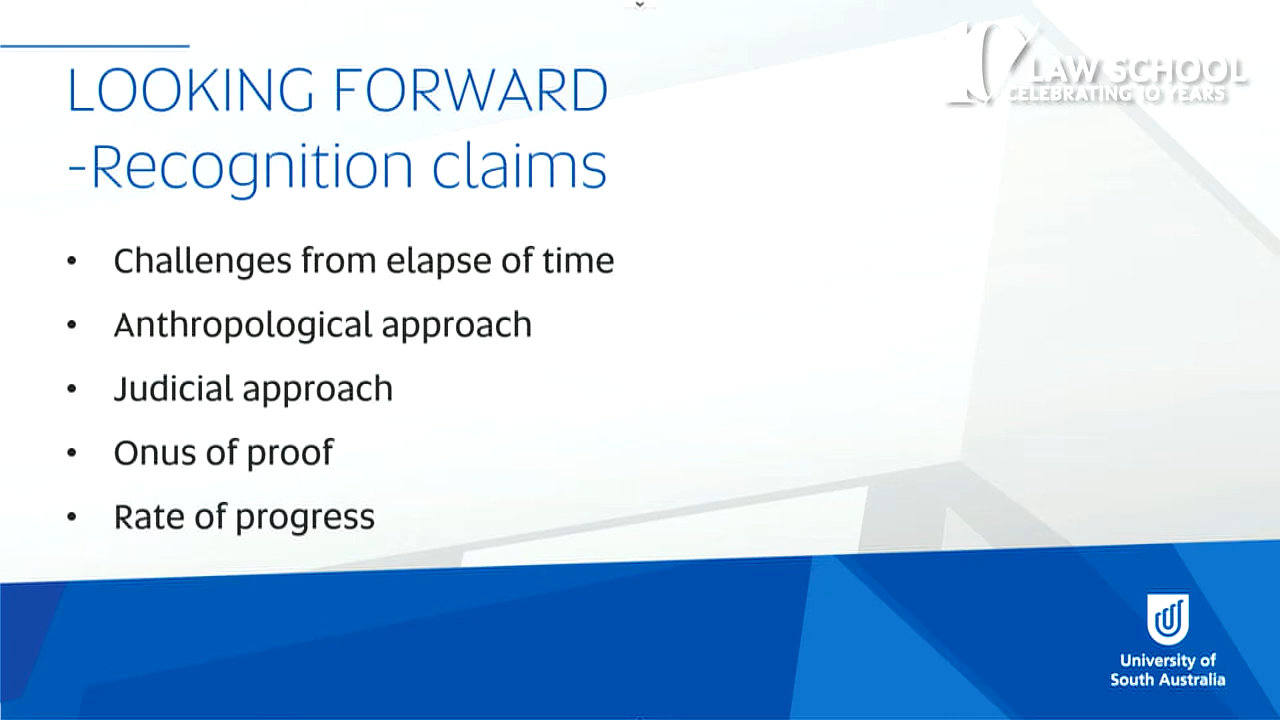 LOOKING FORWARD
-Recognition claims
10 LAW SCHOOL
CELEBRATING 10 YEARS
• Challenges from elapse of time
• Anthropological approach
• Judicial approach
• Onus of proof
• Rate of progress
University of
South Australia